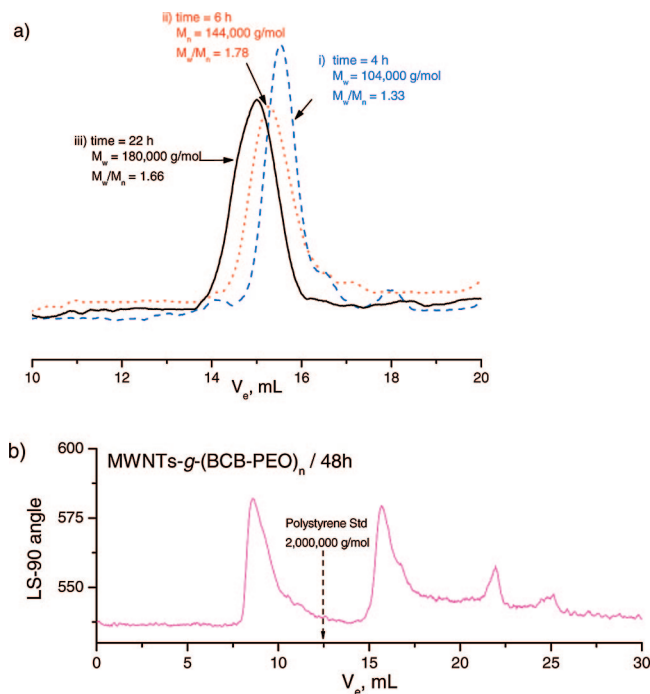 a)
ii) time = 6 h
Mn = 144,000 g/mol
Mw/Mn = 1.78
i) time = 4 h
Mw = 104,000 g/mol
Mw/Mn = 1.33
iii) time = 22 h
Mw = 180,000 g/mol
Mw/Mn = 1.66
10 12 14 16 18 20
Ve, mL
b)
600
MWNTs-g-(BCB-PEO)n / 48h
575
Polystyrene Std
2,000,000 g/mol
LS-90 angle
550
0 5 10 15 20 25 30
Ve, mL